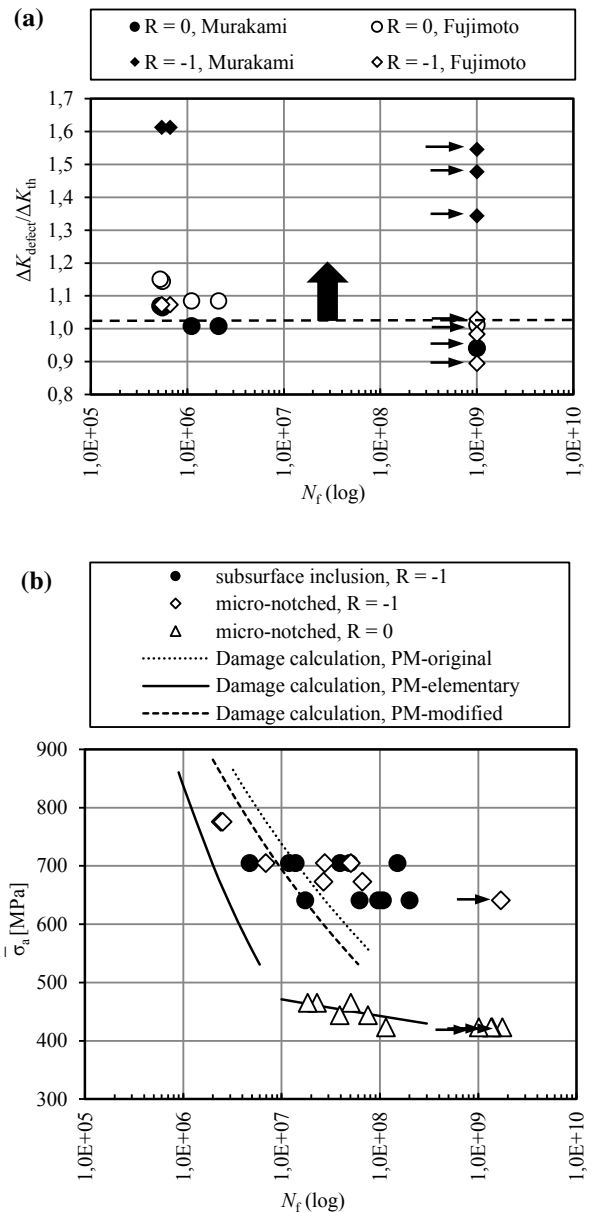 (a)
R = 0, Murakami R = 0, Fujimoto
R = -1, Murakami R = -1, Fujimoto
ΔK_defect/ΔK_th
1,7
1,6
1,5
1,4
1,3
1,2
1,1
1,0
0,9
0,8
1,0E+05 1,0E+06 1,0E+07 1,0E+08 1,0E+09 1,0E+10
N_f (log)
(b)
subsurface inclusion, R = -1
micro-notched, R = -1
micro-notched, R = 0
Damage calculation, PM-original
Damage calculation, PM-elementary
Damage calculation, PM-modified
σ̄_a [MPa]
900
800
700
600
500
400
300
1,0E+05 1,0E+06 1,0E+07 1,0E+08 1,0E+09 1,0E+10
N_f (log)